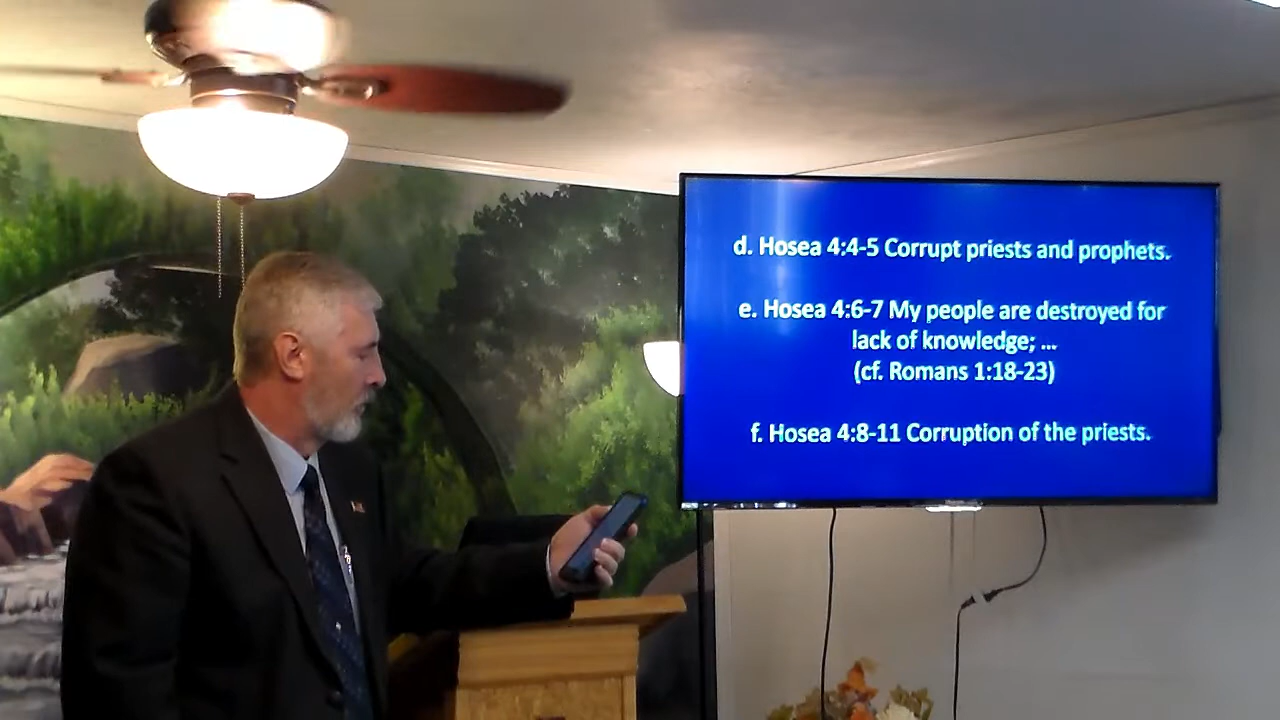 d. Hosea 4:4-5 Corrupt priests and prophets.
e. Hosea 4:6-7 My people are destroyed for
lack of knowledge; ...
(cf. Romans 1:18-23)
f. Hosea 4:8-11 Corruption of the priests.